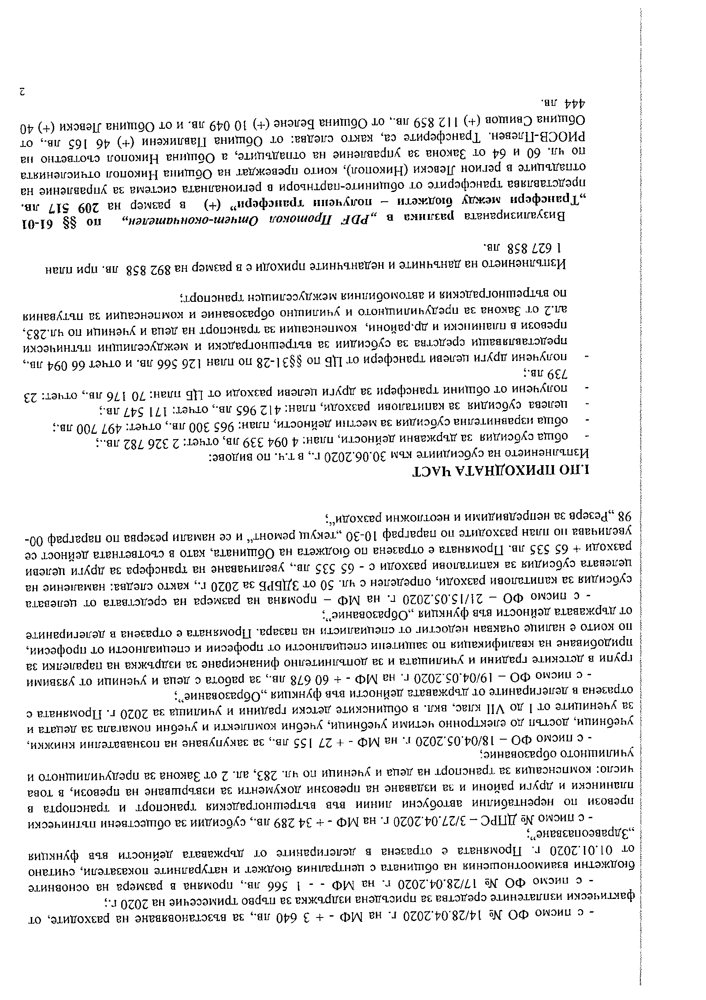 - с писмо ФО № 14/28.04.2020 г. на МФ - + 3 640 лв., за възстановяване на разходите, от
фактически изплатените средства за присъдена издръжка за първо тримесечие на 2020 г.;
- с писмо ФО № 17/28.04.2020 г. на МФ - - 1 566 лв., промяна в размера на основните
бюджетни взаимоотношения на общината с централния бюджет и натуралните показатели, считано
от 01.01.2020 г. Промяната е отразена в делегираните от държавата дейности във функция
„Здравеопазване”;
- с писмо № ДПРС – 3/27.04.2020 г. на МФ - + 34 289 лв., субсидии за обществени пътнически
превози по нерентабилни автобусни линии във вътрешноградския транспорт и транспорта в
планински и други райони и за издаване на превозни документи за извършване на превози, в това
число: компенсация за транспорт на деца и ученици по чл. 283, ал. 2 от Закона за предучилищното и
училищното образование;
- с писмо ФО – 18/04.05.2020 г. на МФ - + 27 155 лв., за закупуване на познавателни книжки,
учебници, достъп до електронно четими учебници, учебни комплекти и учебни помагала за децата и
за учениците от I до VII клас, вкл. в общинските детски градини и училища за 2020 г. Промяната е
отразена в делегираните от държавата дейности във функция „Образование”;
- с писмо ФО – 19/04.05.2020 г. на МФ - + 60 678 лв., за работа с деца и ученици от уязвими
групи в детските градини и училищата и за допълнително финансиране за издръжка на паралелки за
придобиване на квалификация по защитени специалности от професии и специалности от професии,
по които е налице очакван недостиг от специалисти на пазара. Промяната е отразена в делегираните
от държавата дейности във функция „Образование”;
- с писмо ФО – 21/15.05.2020 г. на МФ – промяна на размера на средствата от целевата
субсидия за капиталови разходи, определен с чл. 50 от ЗДБРБ за 2020 г., както следва: намаление на
целевата субсидия за капиталови разходи с - 65 535 лв., увеличаване на трансфера за други целеви
разходи + 65 535 лв. Промяната е отразена по бюджета на Общината, като в съответната дейност се
увеличава по план разходите по параграф 10-30 „текущ ремонт” и се намали резерва по параграф 00-
98 „Резерв за непредвидими и неотложни разходи”;
I.ПО ПРИХОДНАТА ЧАСТ
Изпълнението на субсидиите към 30.06.2020 г., в т.ч. по видове:
- обща субсидия за държавни дейности, план: 4 094 339 лв, отчет: 2 326 782 лв..;
- обща изравнителна субсидия за местни дейности, план: 965 300 лв., отчет: 497 700 лв.;
- целева субсидия за капиталови разходи, план: 412 965 лв., отчет: 171 547 лв.;
- получени от общини трансфери за други целеви разходи от ЦБ план: 70 176 лв., отчет: 23
739 лв.;
- получени други целеви трансфери от ЦБ по §§31-28 по план 126 566 лв. и отчет 66 094 лв.,
представляващи средства за субсидии за вътрешноградски и междуселищни пътнически
превози в планински и др.райони, компенсации за транспорт на деца и ученици по чл.283,
ал.2 от Закона за предучилищното и училищно образование и компенсации за пътувания
по вътрешноградския и автомобилния междуселищен транспорт;
Изпълнението на данъчните и неданъчните приходи е в размер на 892 858 лв. при план
1 627 858 лв.
Визуализираната разлика в „PDF Протокол Отчет-окончателен„ по §§ 61-01
„Трансфери между бюджети – получени трансфери” (+) в размер на 209 517 лв.
представлява трансферите от общините-партньори в регионалната система за управление на
отпадъците в регион Левски (Никопол), които превеждат на Община Никопол отчисленията
по чл. 60 и 64 от Закона за управление на отпадъците, а Община Никопол съответно на
РИОСВ-Плевен. Трансферите са, както следва: от Община Павликени (+) 46 165 лв., от
Община Свищов (+) 112 859 лв., от Община Белене (+) 10 049 лв. и от Община Левски (+) 40
444 лв.
2